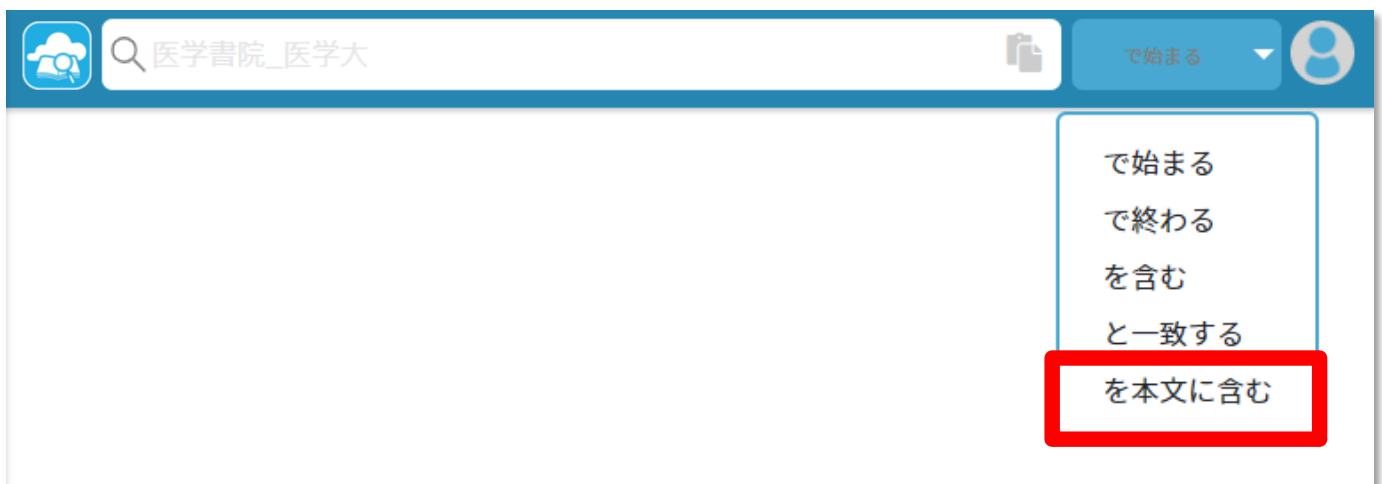 医学書院_医学大
で始まる
で始まる
で終わる
を含む
と一致する
を本文に含む